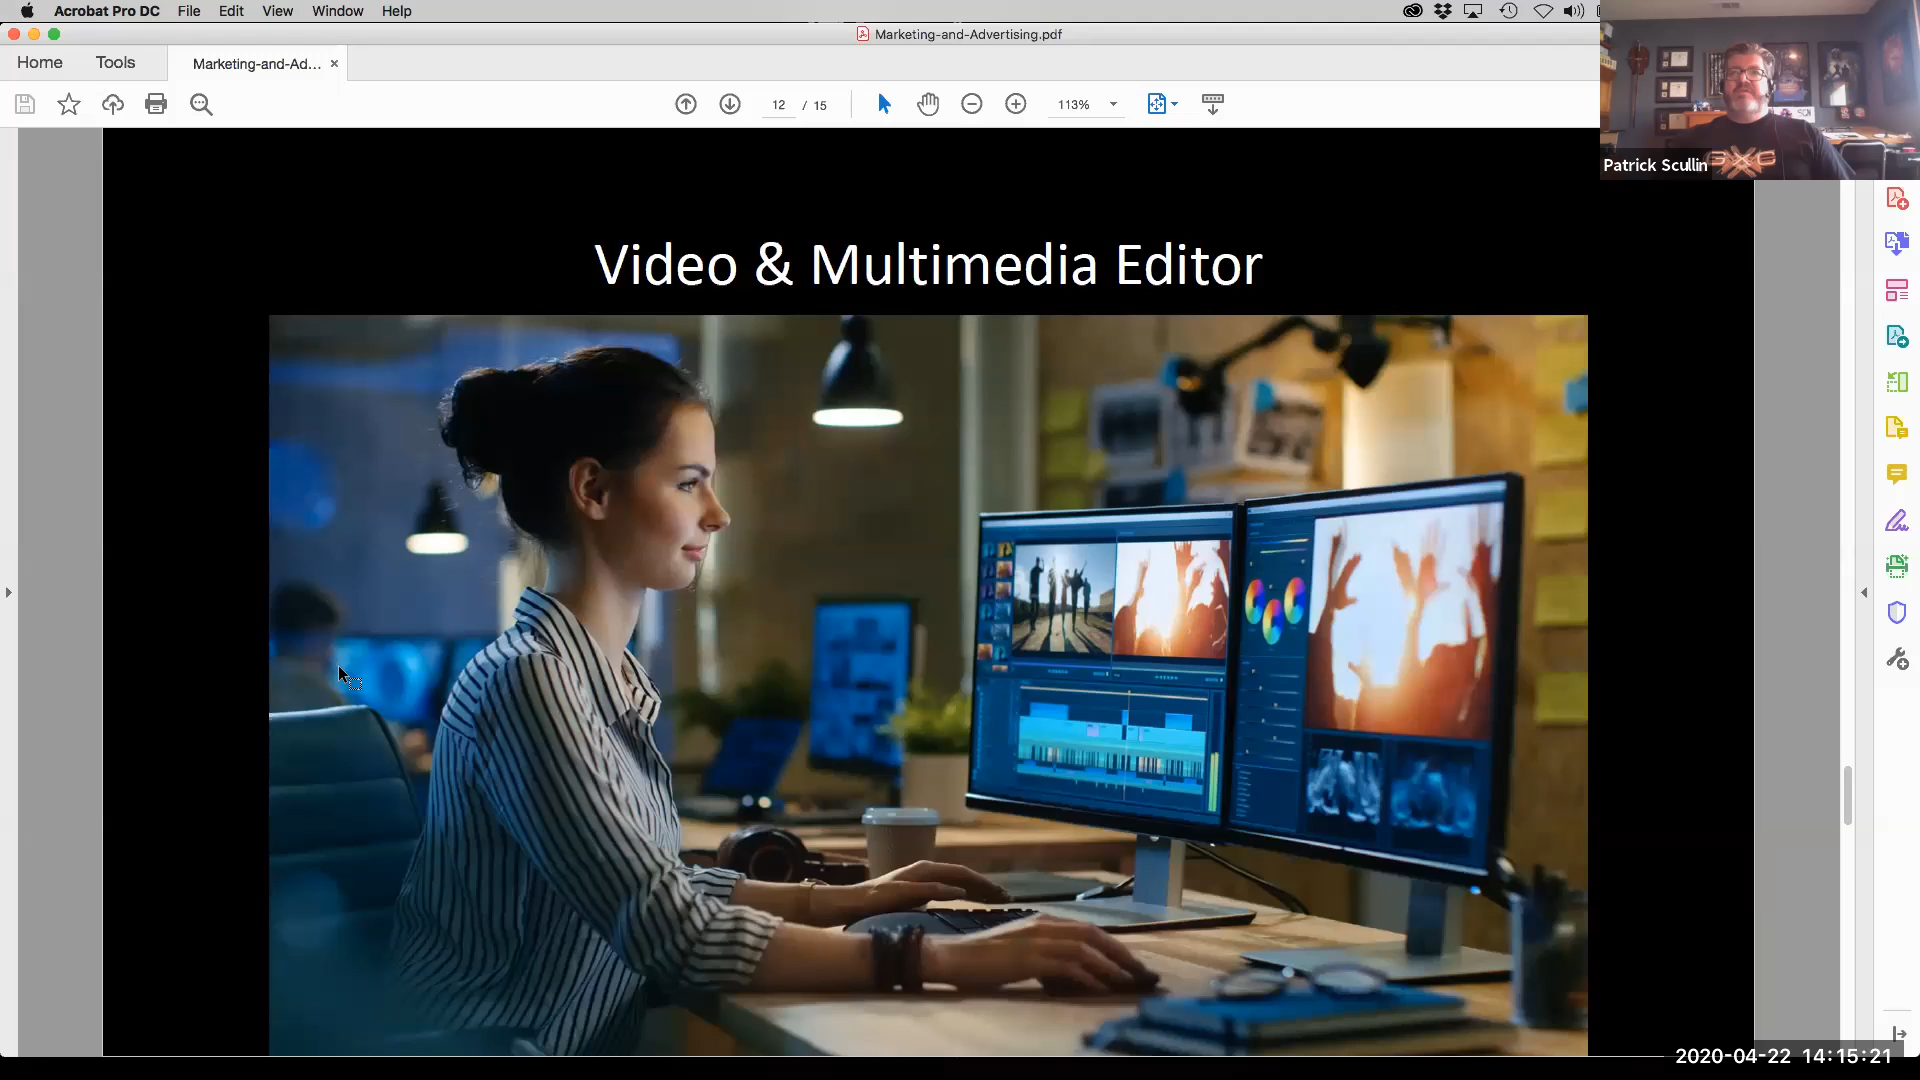 Acrobat Pro DC File Edit View Window Help
Marketing-and-Advertising.pdf
Home Tools Marketing-and-Ad... ×
12 / 15 113%
Patrick Scullin
Video & Multimedia Editor
2020-04-22 14:15:21